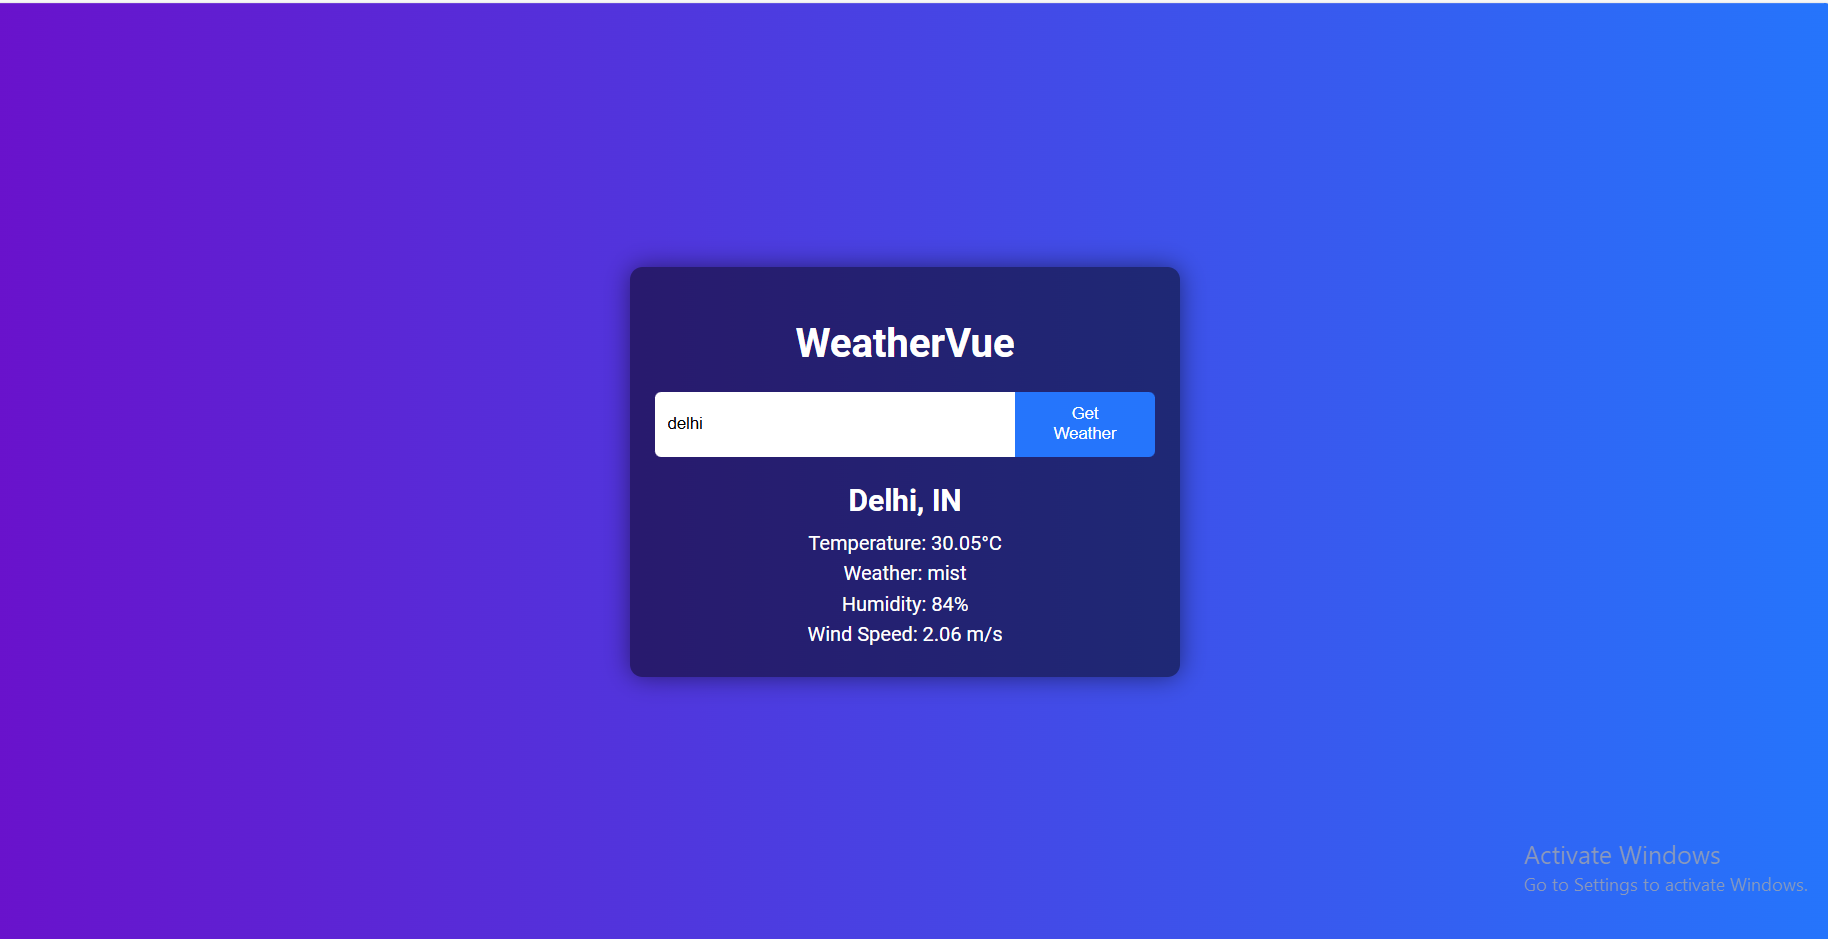 WeatherVue
delhi
Get
Weather
Delhi, IN
Temperature: 30.05°C
Weather: mist
Humidity: 84%
Wind Speed: 2.06 m/s
Activate Windows
Go to Settings to activate Windows.